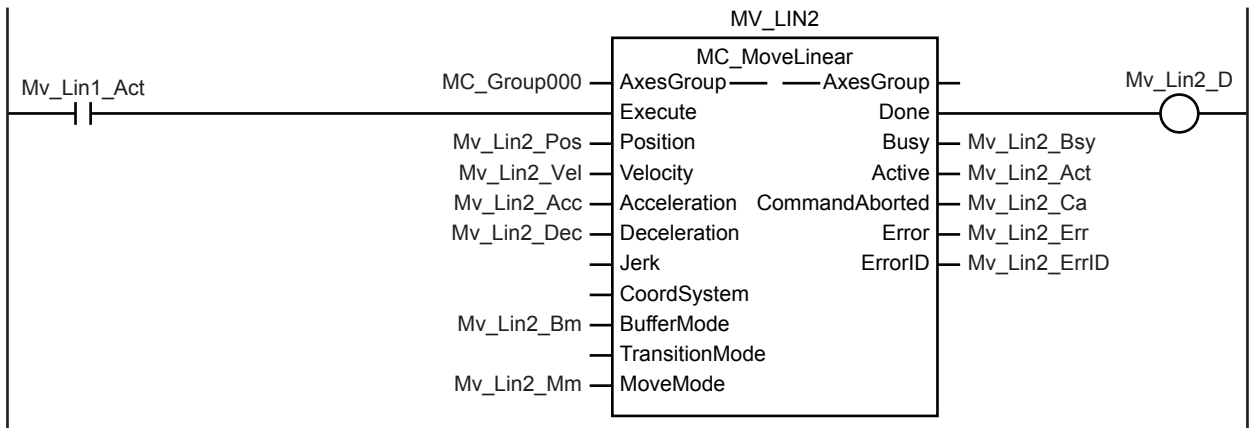 MV_LIN2
MC_MoveLinear
Mv_Lin1_Act
MC_Group000 AxesGroup AxesGroup Mv_Lin2_D
Execute Done
Mv_Lin2_Pos Position Busy Mv_Lin2_Bsy
Mv_Lin2_Vel Velocity Active Mv_Lin2_Act
Mv_Lin2_Acc Acceleration CommandAborted Mv_Lin2_Ca
Mv_Lin2_Dec Deceleration Error Mv_Lin2_Err
Jerk ErrorID Mv_Lin2_ErrID
CoordSystem
Mv_Lin2_Bm BufferMode
TransitionMode
Mv_Lin2_Mm MoveMode